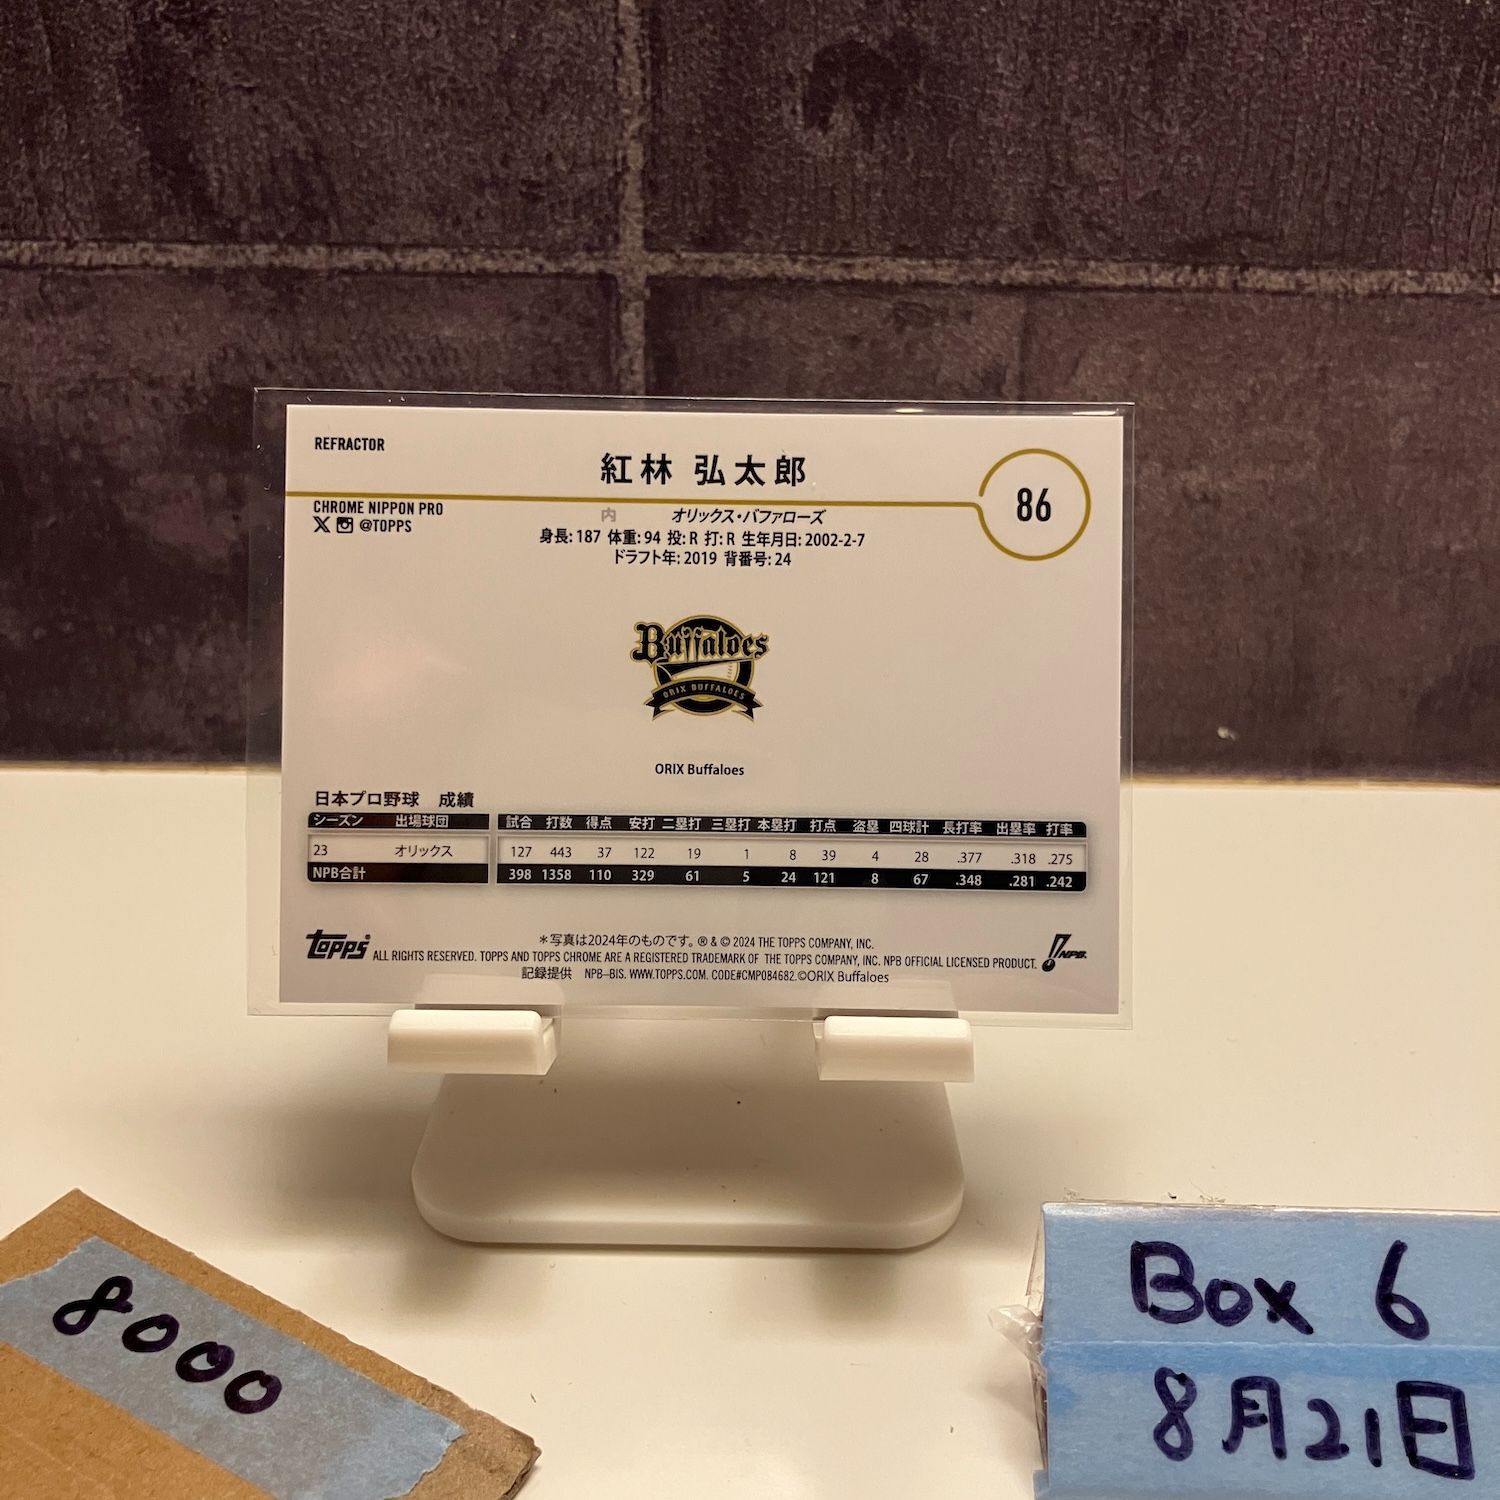 REFRACTOR
紅林 弘太郎
86
CHROME NIPPON PRO
@TOPPS
内 オリックス・バファローズ
身長: 187 体重: 94 投: R 打: R 生年月日: 2002-2-7
ドラフト年: 2019 背番号: 24
Buffaloes
ORIX BUFFALOES
ORIX Buffaloes
日本プロ野球 成績
シーズン 出場球団 試合 打数 得点 安打 二塁打 三塁打 本塁打 打点 盗塁 四球計 長打率 出塁率 打率
23 オリックス 127 443 37 122 19 1 8 39 4 28 .377 .318 .275
NPB合計 398 1358 110 329 61 5 24 121 8 67 .348 .281 .242
topps
*写真は2024年のものです。® & © 2024 THE TOPPS COMPANY, INC.
ALL RIGHTS RESERVED. TOPPS AND TOPPS CHROME ARE A REGISTERED TRADEMARK OF THE TOPPS COMPANY, INC. NPB OFFICIAL LICENSED PRODUCT.
NPB.
記録提供 NPB-BIS. WWW.TOPPS.COM. CODE#CMP084682.©ORIX Buffaloes
8000
Box 6
8月21日